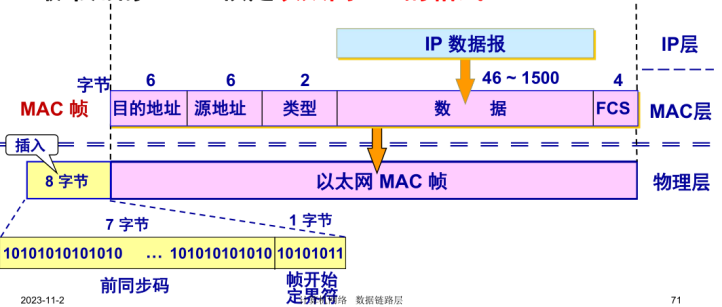 IP 数据报
IP层
字节 6 6 2 46 ~ 1500 4
MAC 帧 目的地址 源地址 类型 数 据 FCS MAC层
插入
8 字节 以太网 MAC 帧 物理层
7 字节 1 字节
10101010101010 … 101010101010 10101011
前同步码 帧开始
定界符
2023-11-2 网络 数据链路层 71